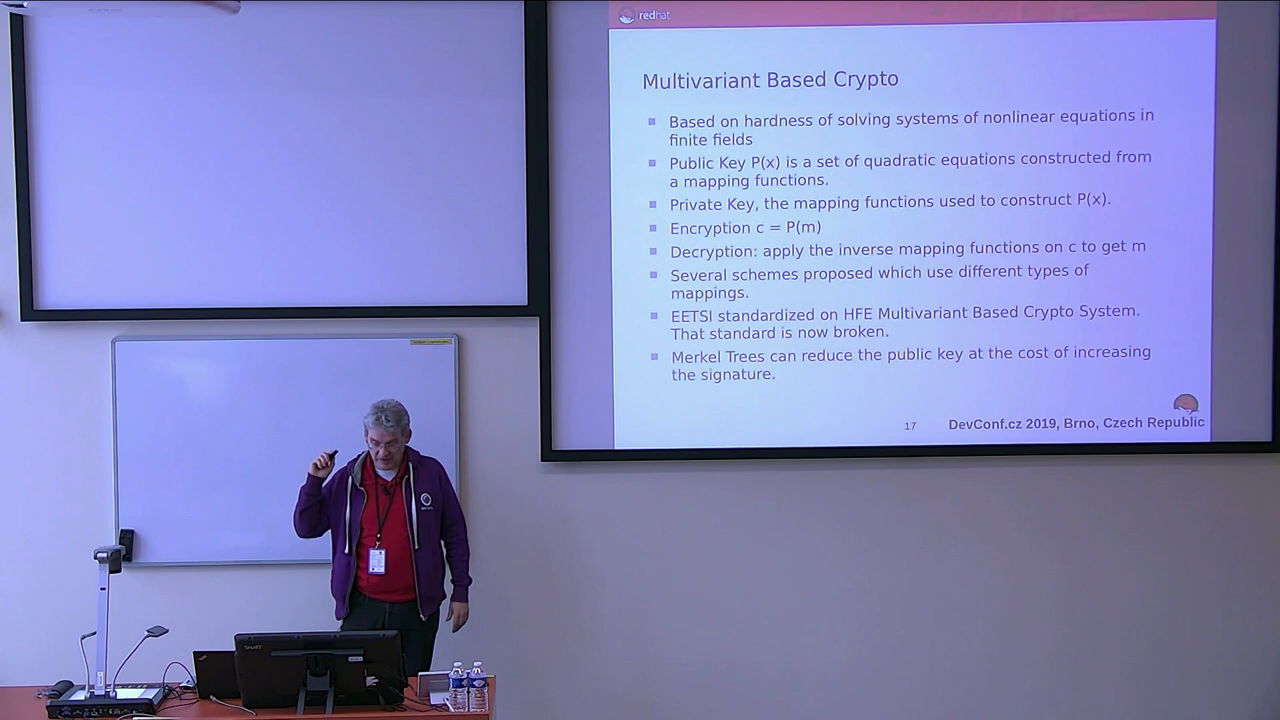 redhat
Multivariant Based Crypto
Based on hardness of solving systems of nonlinear equations in
finite fields
Public Key P(x) is a set of quadratic equations constructed from
a mapping functions.
Private Key, the mapping functions used to construct P(x).
Encryption c = P(m)
Decryption: apply the inverse mapping functions on c to get m
Several schemes proposed which use different types of
mappings.
EETSI standardized on HFE Multivariant Based Crypto System.
That standard is now broken.
Merkel Trees can reduce the public key at the cost of increasing
the signature.
17
DevConf.cz 2019, Brno, Czech Republic